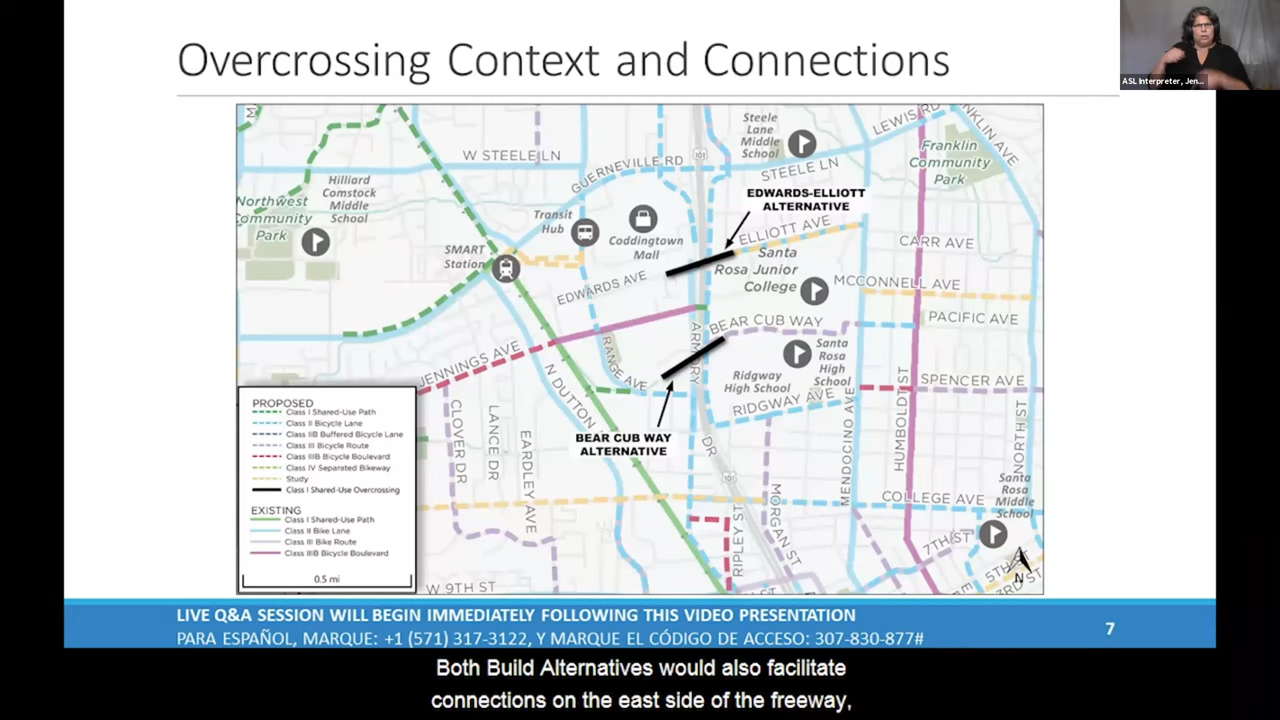 Overcrossing Context and Connections
ASL Interpreter, Jen...
Steele
Lane
Middle
School
LEWIS RD
Franklin
Community
Park
W STEELE LN
GUERNEVILLE RD
101
STEELE LN
Hilliard
Comstock
Middle
School
Northwest
Community
Park
EDWARDS-ELLIOTT
ALTERNATIVE
Transit
Hub
Coddingtown
Mall
ELLIOTT AVE
CARR AVE
SMART
Station
Santa
Rosa Junior
College
EDWARDS AVE
MCCONNELL AVE
BEAR CUB WAY
PACIFIC AVE
ARMORY
DR
RANGE AVE
JENNINGS AVE
Santa
Rosa
High
School
Ridgway
High School
SPENCER AVE
N DUTTON
RIDGWAY AVE
MENDOCINO AVE
HUMBOLDT ST
NORTH ST
BEAR CUB WAY
ALTERNATIVE
CLOVER DR
LANCE DR
EARDLEY AVE
101
COLLEGE AVE
Santa
Rosa
Middle
School
MORGAN ST
RIPLEY ST
7TH ST
5TH ST
3RD ST
N
W 9TH ST
PROPOSED
Class I Shared-Use Path
Class II Bicycle Lane
Class IIB Buffered Bicycle Lane
Class III Bicycle Route
Class IIIB Bicycle Boulevard
Class IV Separated Bikeway
Study
Class I Shared-Use Overcrossing
EXISTING
Class I Shared-Use Path
Class II Bike Lane
Class III Bike Route
Class IIIB Bicycle Boulevard
0.5 mi
LIVE Q&A SESSION WILL BEGIN IMMEDIATELY FOLLOWING THIS VIDEO PRESENTATION
PARA ESPAÑOL, MARQUE: +1 (571) 317-3122, Y MARQUE EL CÓDIGO DE ACCESO: 307-830-877#
7
Both Build Alternatives would also facilitate
connections on the east side of the freeway,